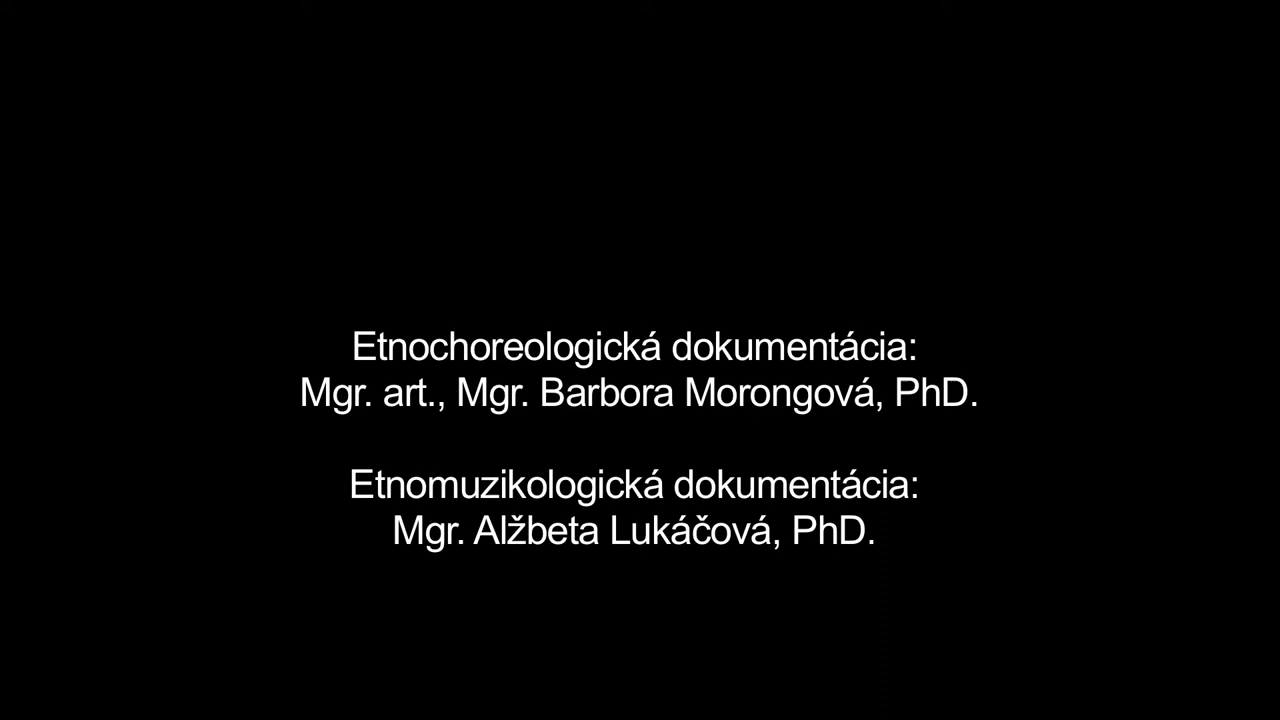 Etnochoreologická dokumentácia:
Mgr. art., Mgr. Barbora Morongová, PhD.
Etnomuzikologická dokumentácia:
Mgr. Alžbeta Lukáčová, PhD.